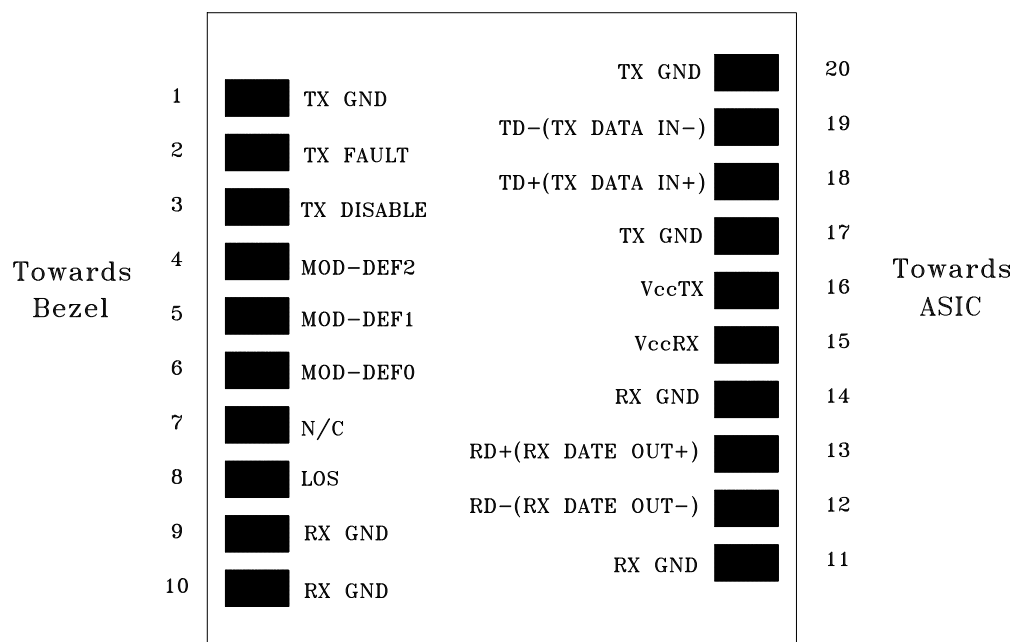 Towards
Bezel
1 TX GND
2 TX FAULT
3 TX DISABLE
4 MOD-DEF2
5 MOD-DEF1
6 MOD-DEF0
7 N/C
8 LOS
9 RX GND
10 RX GND
TX GND 20
TD-(TX DATA IN-) 19
TD+(TX DATA IN+) 18
TX GND 17
VccTX 16
VccRX 15
RX GND 14
RD+(RX DATE OUT+) 13
RD-(RX DATE OUT-) 12
RX GND 11
Towards
ASIC